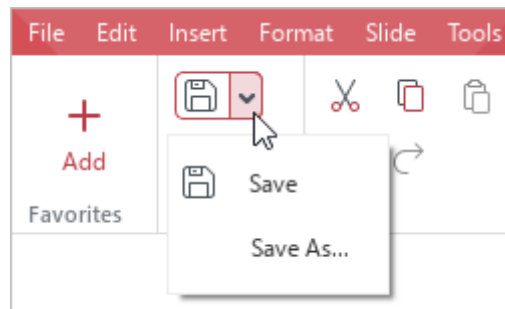 File Edit Insert Format Slide Tools
Add
Favorites
Save
Save As...